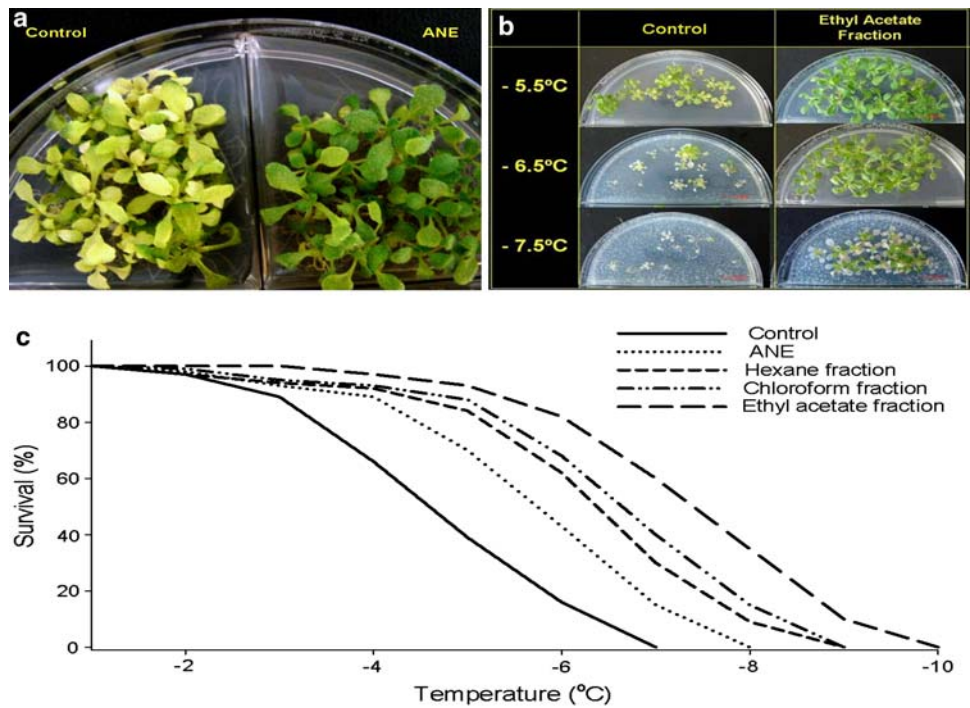 a
Control
ANE
b
Control
Ethyl Acetate
Fraction
- 5.5ºC
- 6.5ºC
- 7.5ºC
c
Control
ANE
Hexane fraction
Chloroform fraction
Ethyl acetate fraction
Survival (%)
100
80
60
40
20
0
-2
-4
-6
-8
-10
Temperature (ºC)